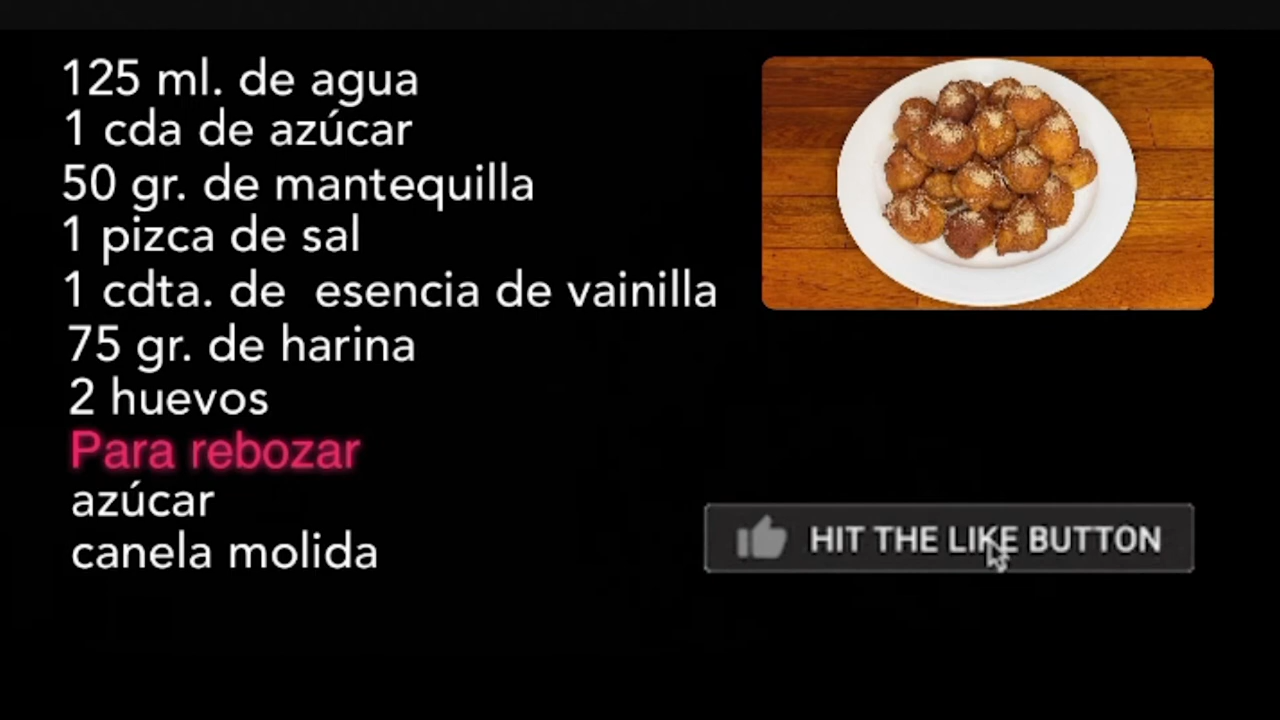 125 ml. de agua
1 cda de azúcar
50 gr. de mantequilla
1 pizca de sal
1 cdta. de  esencia de vainilla
75 gr. de harina
2 huevos
Para rebozar
azúcar
canela molida
HIT THE LIKE BUTTON